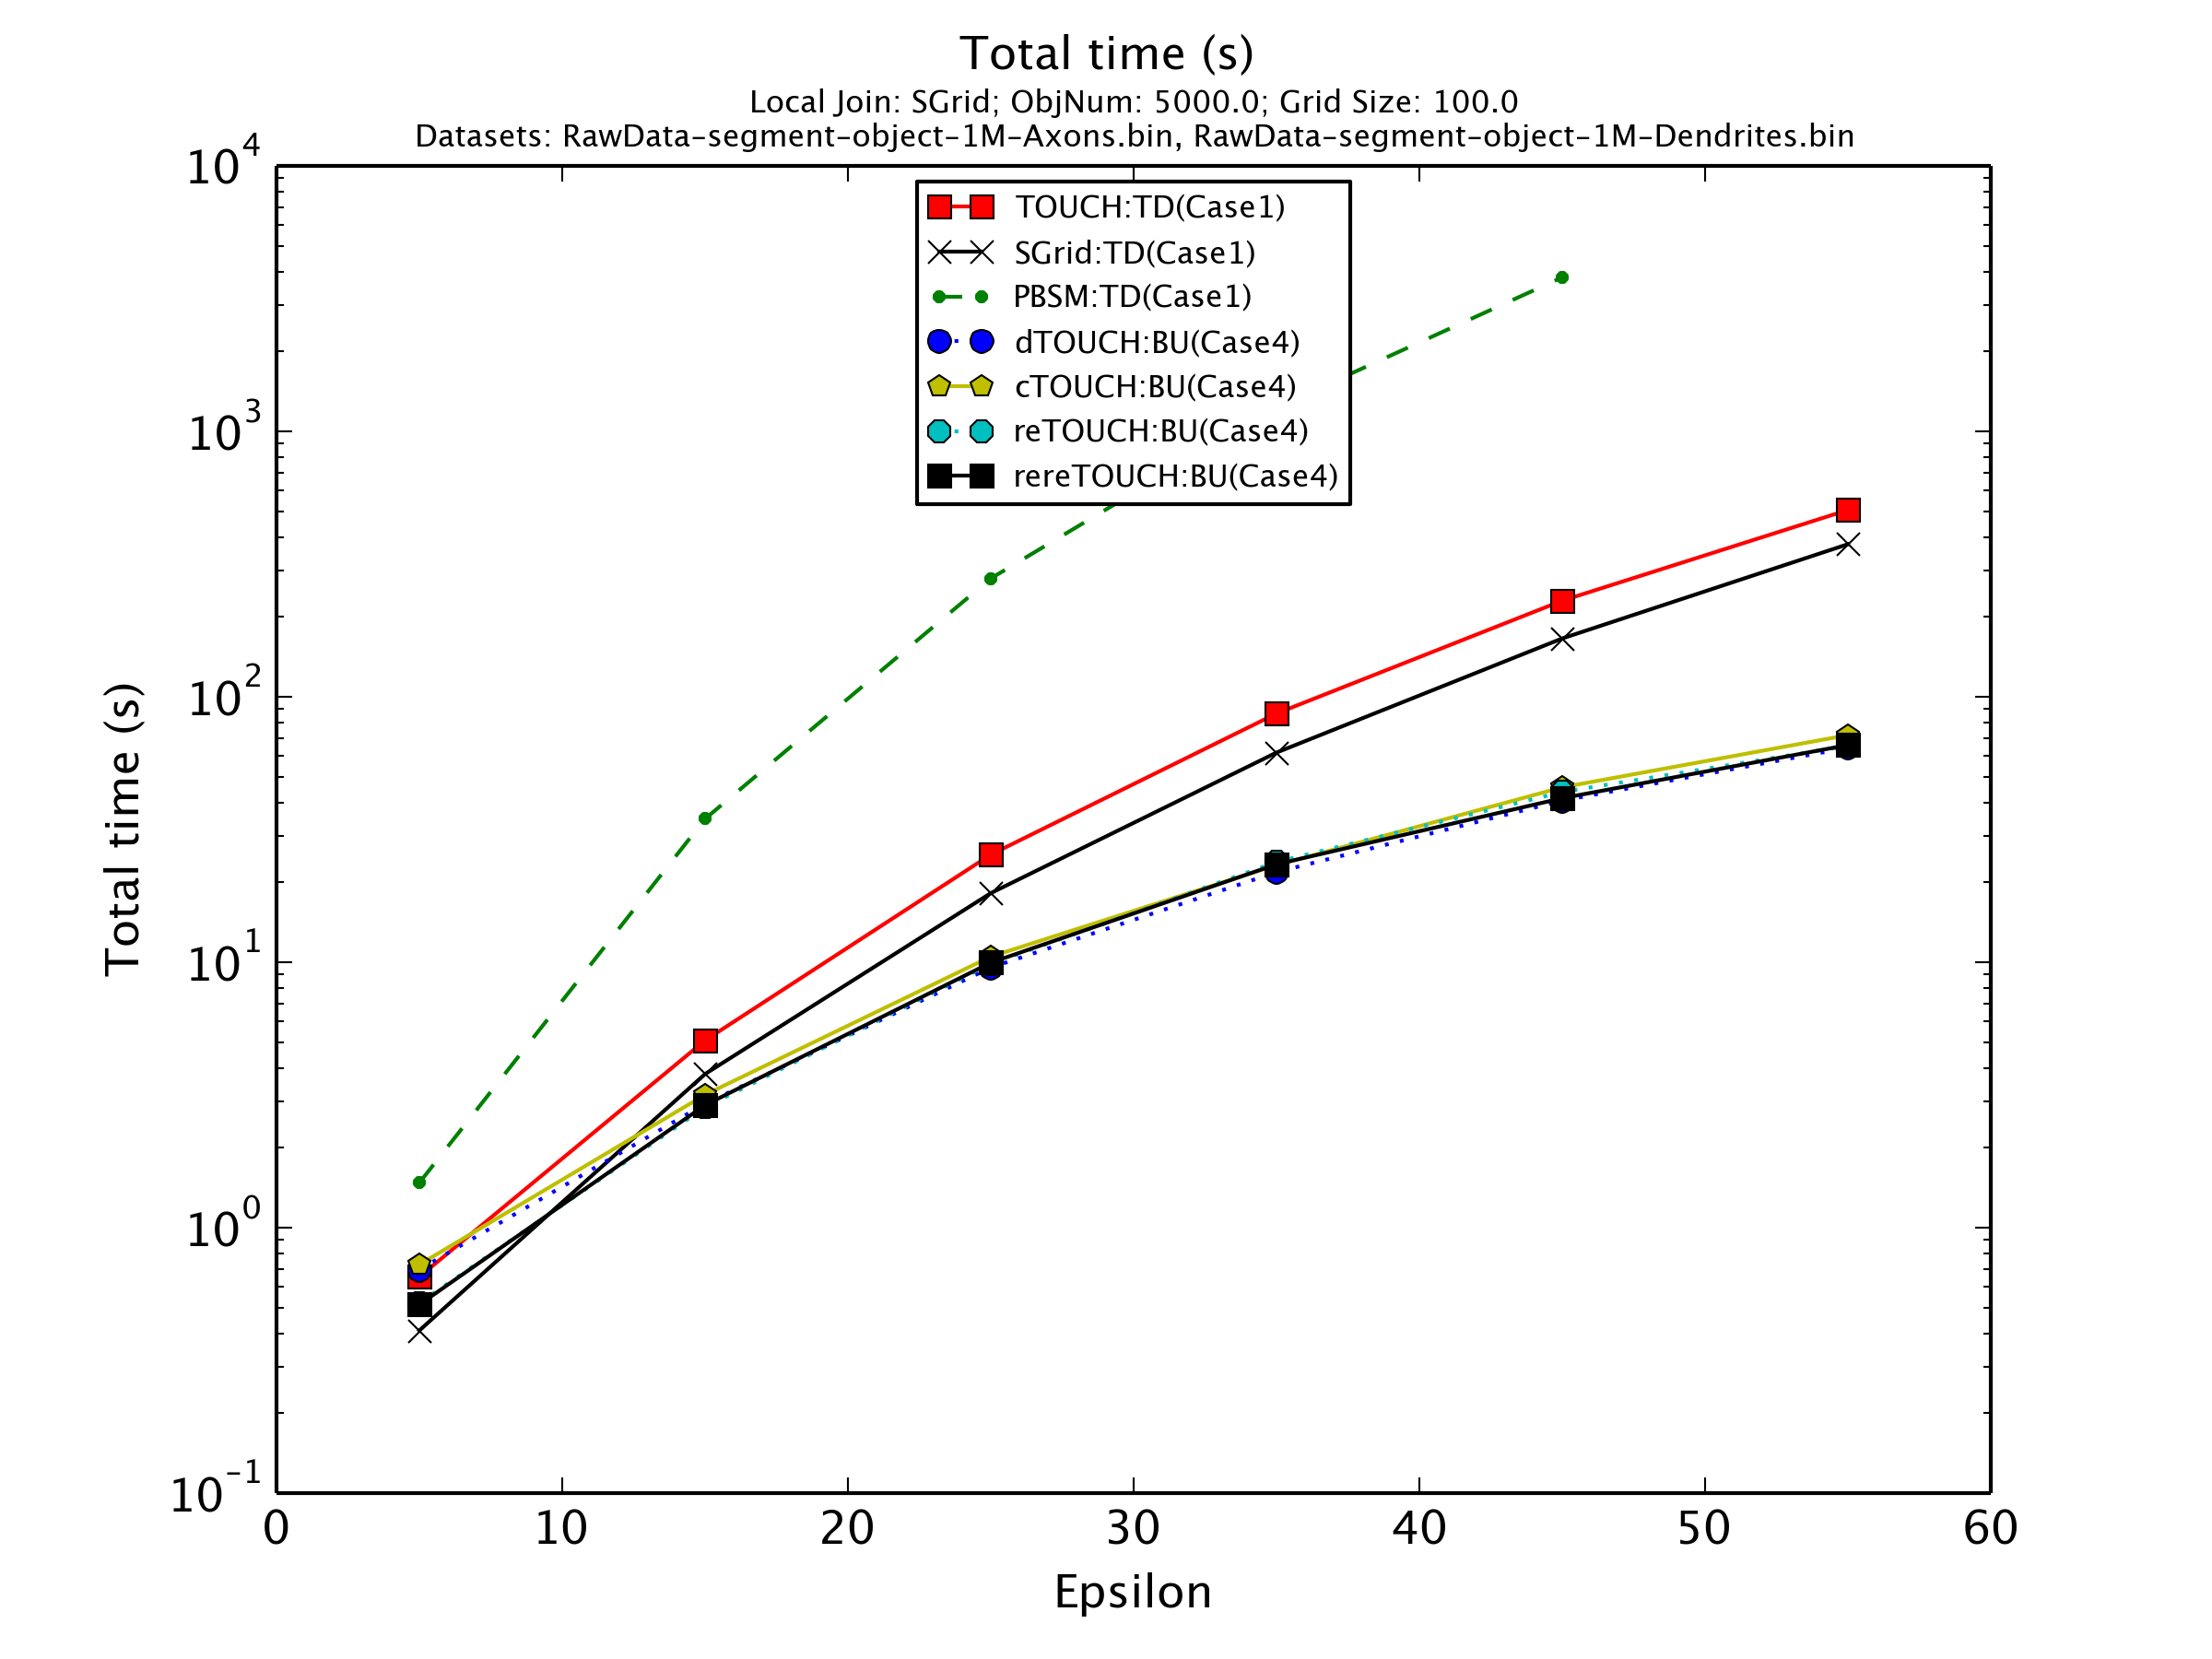 Total time (s)
Local Join: SGrid; ObjNum: 5000.0; Grid Size: 100.0
Datasets: RawData-segment-object-1M-Axons.bin, RawData-segment-object-1M-Dendrites.bin
TOUCH:TD(Case1)
SGrid:TD(Case1)
PBSM:TD(Case1)
dTOUCH:BU(Case4)
cTOUCH:BU(Case4)
reTOUCH:BU(Case4)
rereTOUCH:BU(Case4)
Total time (s)
10^4
10^3
10^2
10^1
10^0
10^-1
0 10 20 30 40 50 60
Epsilon